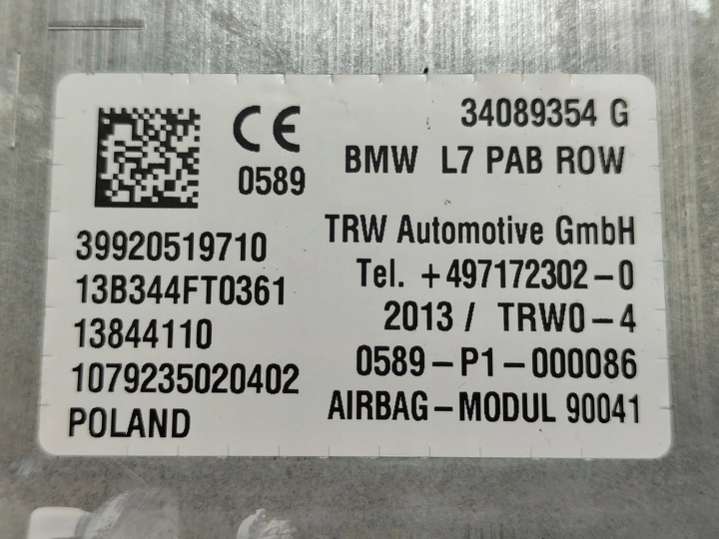 CE
0589
34089354 G
BMW L7 PAB ROW
39920519710
13B344FT0361
13844110
1079235020402
POLAND
TRW Automotive GmbH
Tel. +497172302-0
2013 / TRW0-4
0589-P1-000086
AIRBAG-MODUL 90041